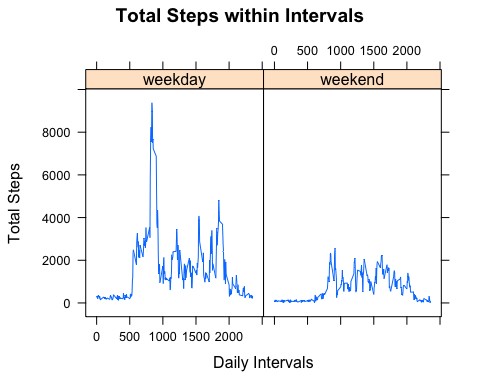 Total Steps within Intervals
0 500 1000 1500 2000
weekday weekend
8000
6000
4000
2000
0
Total Steps
0 500 1000 1500 2000
Daily Intervals